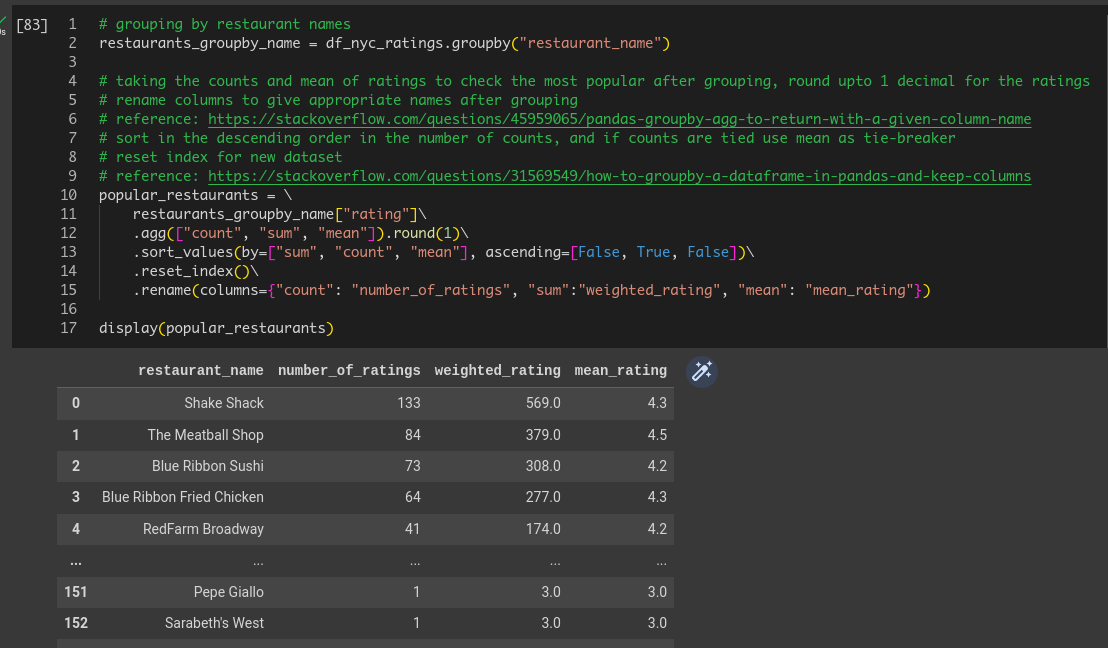 [83]
s
1 # grouping by restaurant names
2 restaurants_groupby_name = df_nyc_ratings.groupby("restaurant_name")
3
4 # taking the counts and mean of ratings to check the most popular after grouping, round upto 1 decimal for the ratings
5 # rename columns to give appropriate names after grouping
6 # reference: https://stackoverflow.com/questions/45959065/pandas-groupby-agg-to-return-with-a-given-column-name
7 # sort in the descending order in the number of counts, and if counts are tied use mean as tie-breaker
8 # reset index for new dataset
9 # reference: https://stackoverflow.com/questions/31569549/how-to-groupby-a-dataframe-in-pandas-and-keep-columns
10 popular_restaurants = \
11     restaurants_groupby_name["rating"]\
12     .agg(["count", "sum", "mean"]).round(1)\
13     .sort_values(by=["sum", "count", "mean"], ascending=[False, True, False])\
14     .reset_index()\
15     .rename(columns={"count": "number_of_ratings", "sum":"weighted_rating", "mean": "mean_rating"})
16
17 display(popular_restaurants)
restaurant_name number_of_ratings weighted_rating mean_rating
0 Shake Shack 133 569.0 4.3
1 The Meatball Shop 84 379.0 4.5
2 Blue Ribbon Sushi 73 308.0 4.2
3 Blue Ribbon Fried Chicken 64 277.0 4.3
4 RedFarm Broadway 41 174.0 4.2
... ... ... ... ...
151 Pepe Giallo 1 3.0 3.0
152 Sarabeth's West 1 3.0 3.0